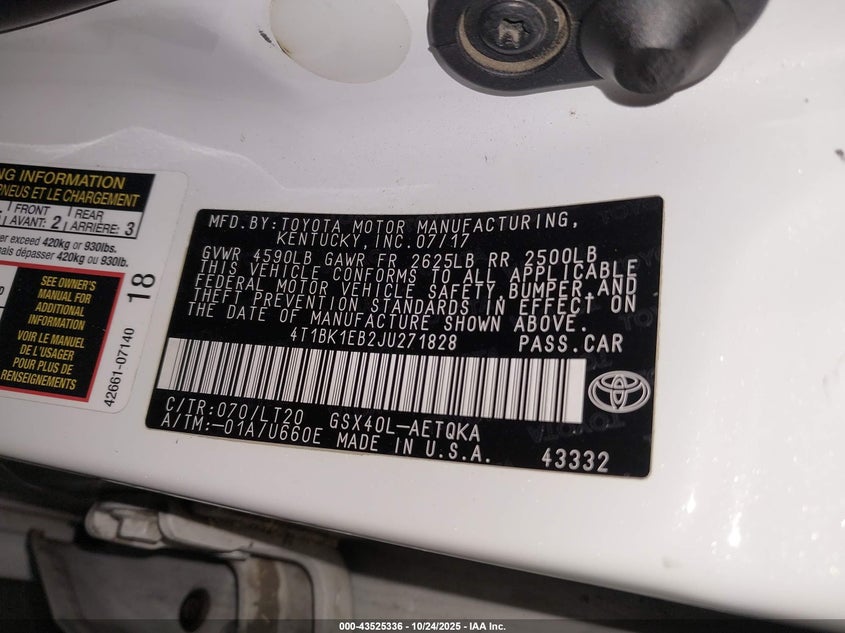 NG INFORMATION
PNEUS ET LE CHARGEMENT
FRONT
AVANT: 2
REAR
ARRIÈRE: 3
er exceed 420kg or 930lbs.
ais dépasser 420kg ou 930lb.
SEE OWNER'S
MANUAL FOR
ADDITIONAL
INFORMATION
VOIR LE MANUEL
DE L'USAGER
POUR PLUS DE
RENSEIGNEMENTS
18
42661-07140
MFD.BY:TOYOTA MOTOR MANUFACTURING,
KENTUCKY, INC.07/17
GVWR 4590LB GAWR FR 2625LB RR 2500LB
THIS VEHICLE CONFORMS TO ALL APPLICABLE
FEDERAL MOTOR VEHICLE SAFETY,BUMPER,AND
THEFT PREVENTION STANDARDS IN EFFECT ON
THE DATE OF MANUFACTURE SHOWN ABOVE.
4T1BK1EB2JU271828 PASS.CAR
C/TR:070/LT20 GSX40L-AETQKA
A/TM:-01A/U660E MADE IN U.S.A.
43332
000-43525336 - 10/24/2025 - IAA Inc.